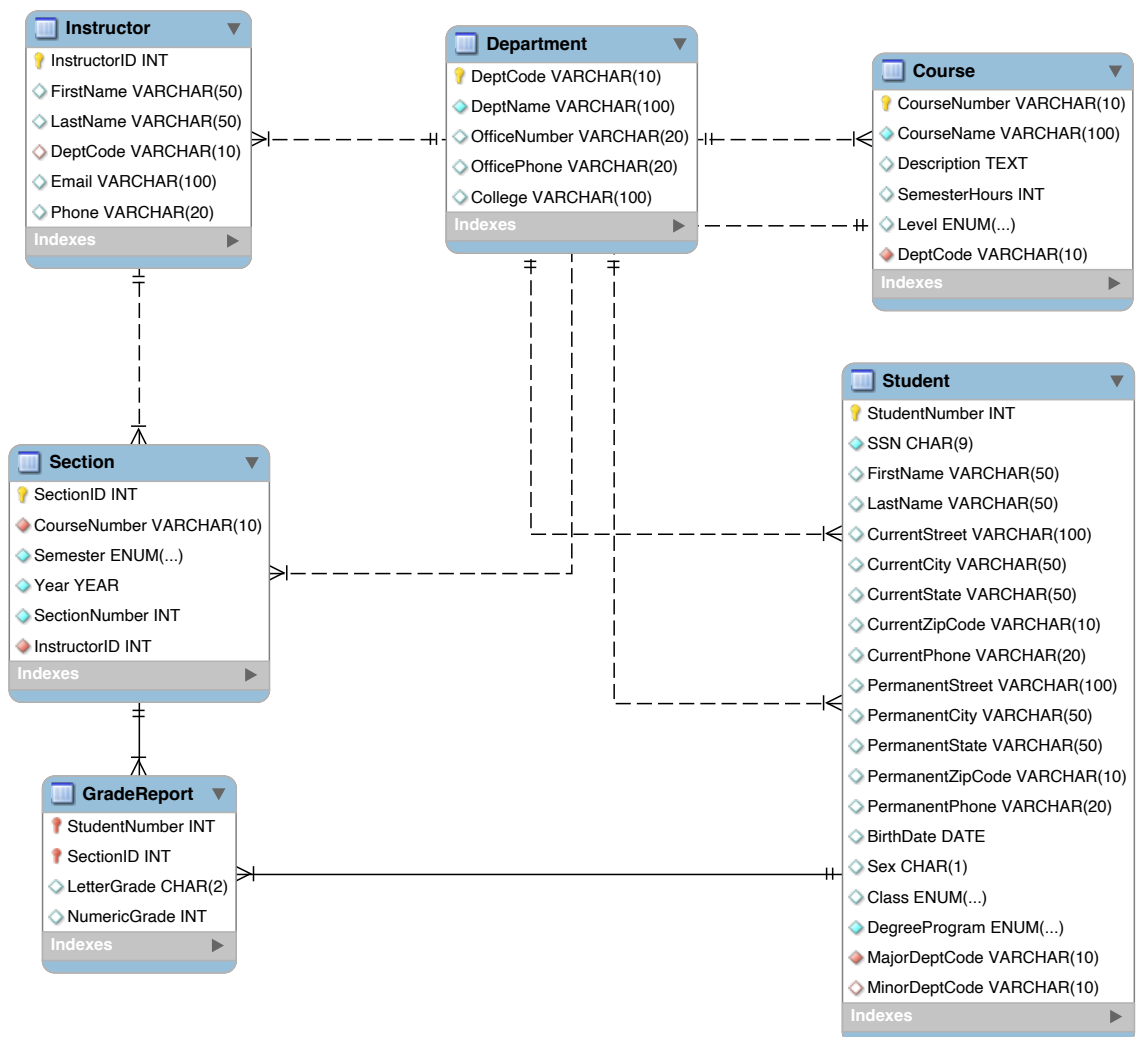 Instructor
InstructorID INT
FirstName VARCHAR(50)
LastName VARCHAR(50)
DeptCode VARCHAR(10)
Email VARCHAR(100)
Phone VARCHAR(20)
Indexes
Department
DeptCode VARCHAR(10)
DeptName VARCHAR(100)
OfficeNumber VARCHAR(20)
OfficePhone VARCHAR(20)
College VARCHAR(100)
Indexes
Course
CourseNumber VARCHAR(10)
CourseName VARCHAR(100)
Description TEXT
SemesterHours INT
Level ENUM(...)
DeptCode VARCHAR(10)
Indexes
Section
SectionID INT
CourseNumber VARCHAR(10)
Semester ENUM(...)
Year YEAR
SectionNumber INT
InstructorID INT
Indexes
Student
StudentNumber INT
SSN CHAR(9)
FirstName VARCHAR(50)
LastName VARCHAR(50)
CurrentStreet VARCHAR(100)
CurrentCity VARCHAR(50)
CurrentState VARCHAR(50)
CurrentZipCode VARCHAR(10)
CurrentPhone VARCHAR(20)
PermanentStreet VARCHAR(100)
PermanentCity VARCHAR(50)
PermanentState VARCHAR(50)
PermanentZipCode VARCHAR(10)
PermanentPhone VARCHAR(20)
BirthDate DATE
Sex CHAR(1)
Class ENUM(...)
DegreeProgram ENUM(...)
MajorDeptCode VARCHAR(10)
MinorDeptCode VARCHAR(10)
Indexes
GradeReport
StudentNumber INT
SectionID INT
LetterGrade CHAR(2)
NumericGrade INT
Indexes